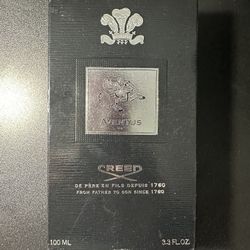 AVENTUS
CREED
DE PÈRE EN FILS DEPUIS 1760
FROM FATHER TO SON SINCE 1760
100 ML 3.3 FL.OZ.